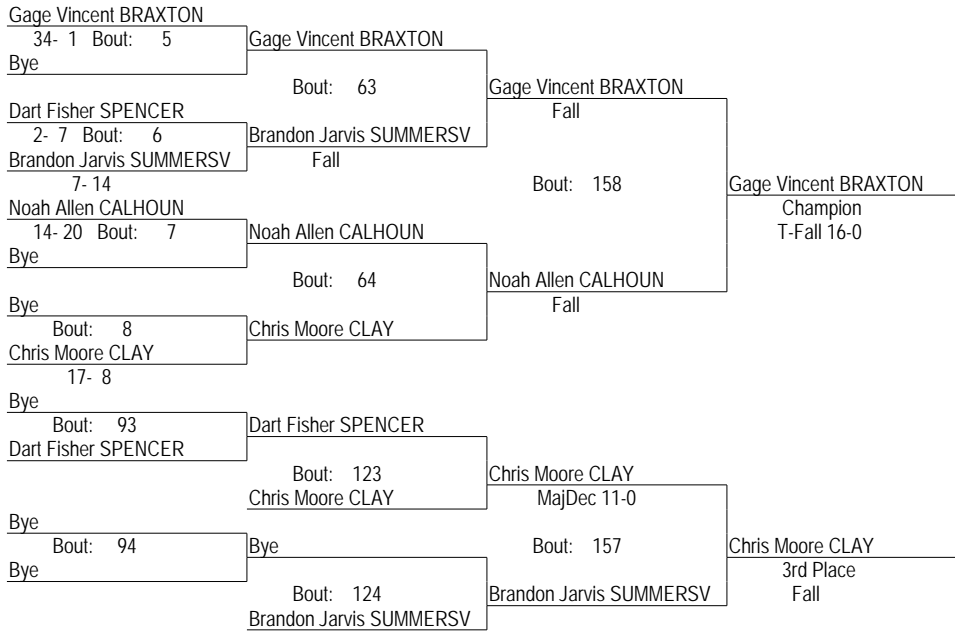 Gage Vincent BRAXTON
34- 1 Bout: 5 Gage Vincent BRAXTON
Bye
Bout: 63 Gage Vincent BRAXTON
Dart Fisher SPENCER Fall
2- 7 Bout: 6 Brandon Jarvis SUMMERSV
Brandon Jarvis SUMMERSV Fall
7- 14 Bout: 158 Gage Vincent BRAXTON
Noah Allen CALHOUN Champion
14- 20 Bout: 7 Noah Allen CALHOUN T-Fall 16-0
Bye
Bout: 64 Noah Allen CALHOUN
Bye Fall
Bout: 8 Chris Moore CLAY
Chris Moore CLAY
17- 8
Bye
Bout: 93 Dart Fisher SPENCER
Dart Fisher SPENCER
Bout: 123 Chris Moore CLAY
Chris Moore CLAY MajDec 11-0
Bye
Bout: 94 Bye Bout: 157 Chris Moore CLAY
Bye 3rd Place
Bout: 124 Brandon Jarvis SUMMERSV Fall
Brandon Jarvis SUMMERSV